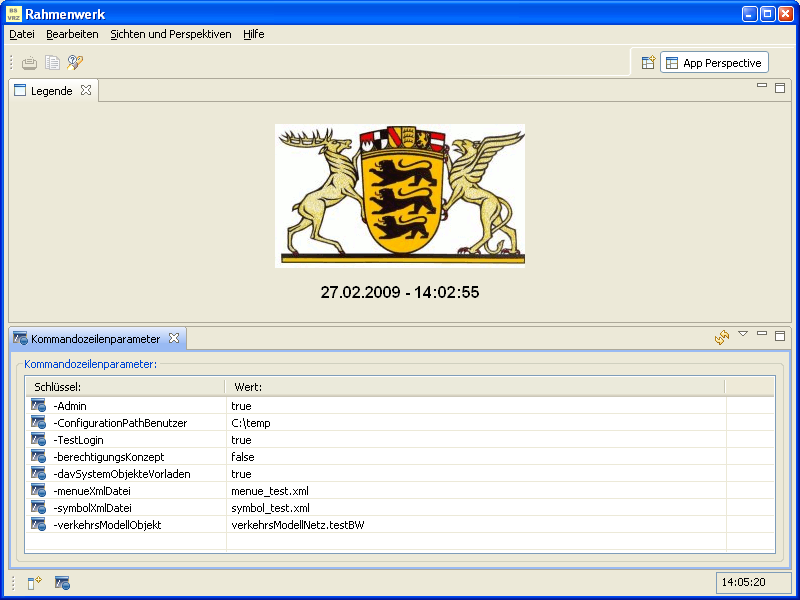 BS
VRZ
Rahmenwerk
Datei Bearbeiten Sichten und Perspektiven Hilfe
App Perspective
Legende
27.02.2009 - 14:02:55
Kommandozeilenparameter
Kommandozeilenparameter:
Schlüssel: Wert:
-Admin true
-ConfigurationPathBenutzer C:\temp
-TestLogin true
-berechtigungsKonzept false
-davSystemObjekteVorladen true
-menueXmlDatei menue_test.xml
-symbolXmlDatei symbol_test.xml
-verkehrsModellObjekt verkehrsModellNetz.testBW
14:05:20